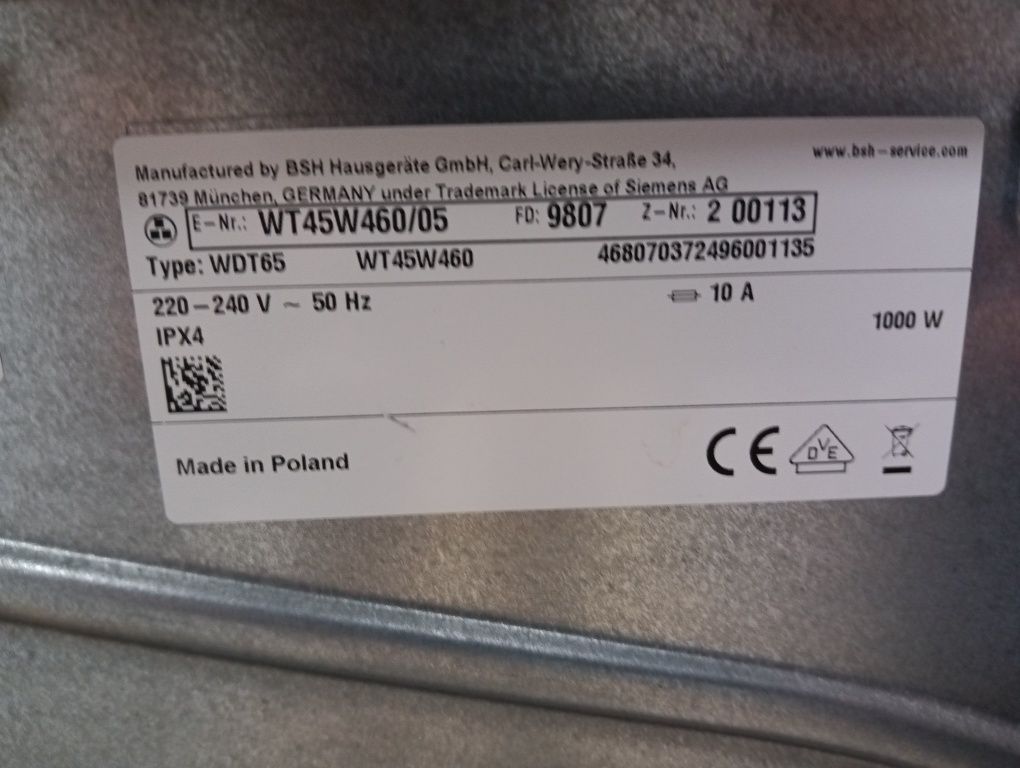 Manufactured by BSH Hausgeräte GmbH, Carl-Wery-Straße 34,
www.bsh-service.com
81739 München, GERMANY under Trademark License of Siemens AG
E-Nr.: WT45W460/05 FD: 9807 Z-Nr.: 2 00113
Type: WDT65 WT45W460 468070372496001135
220-240 V ~ 50 Hz 10 A
IPX4 1000 W
Made in Poland CE DVE